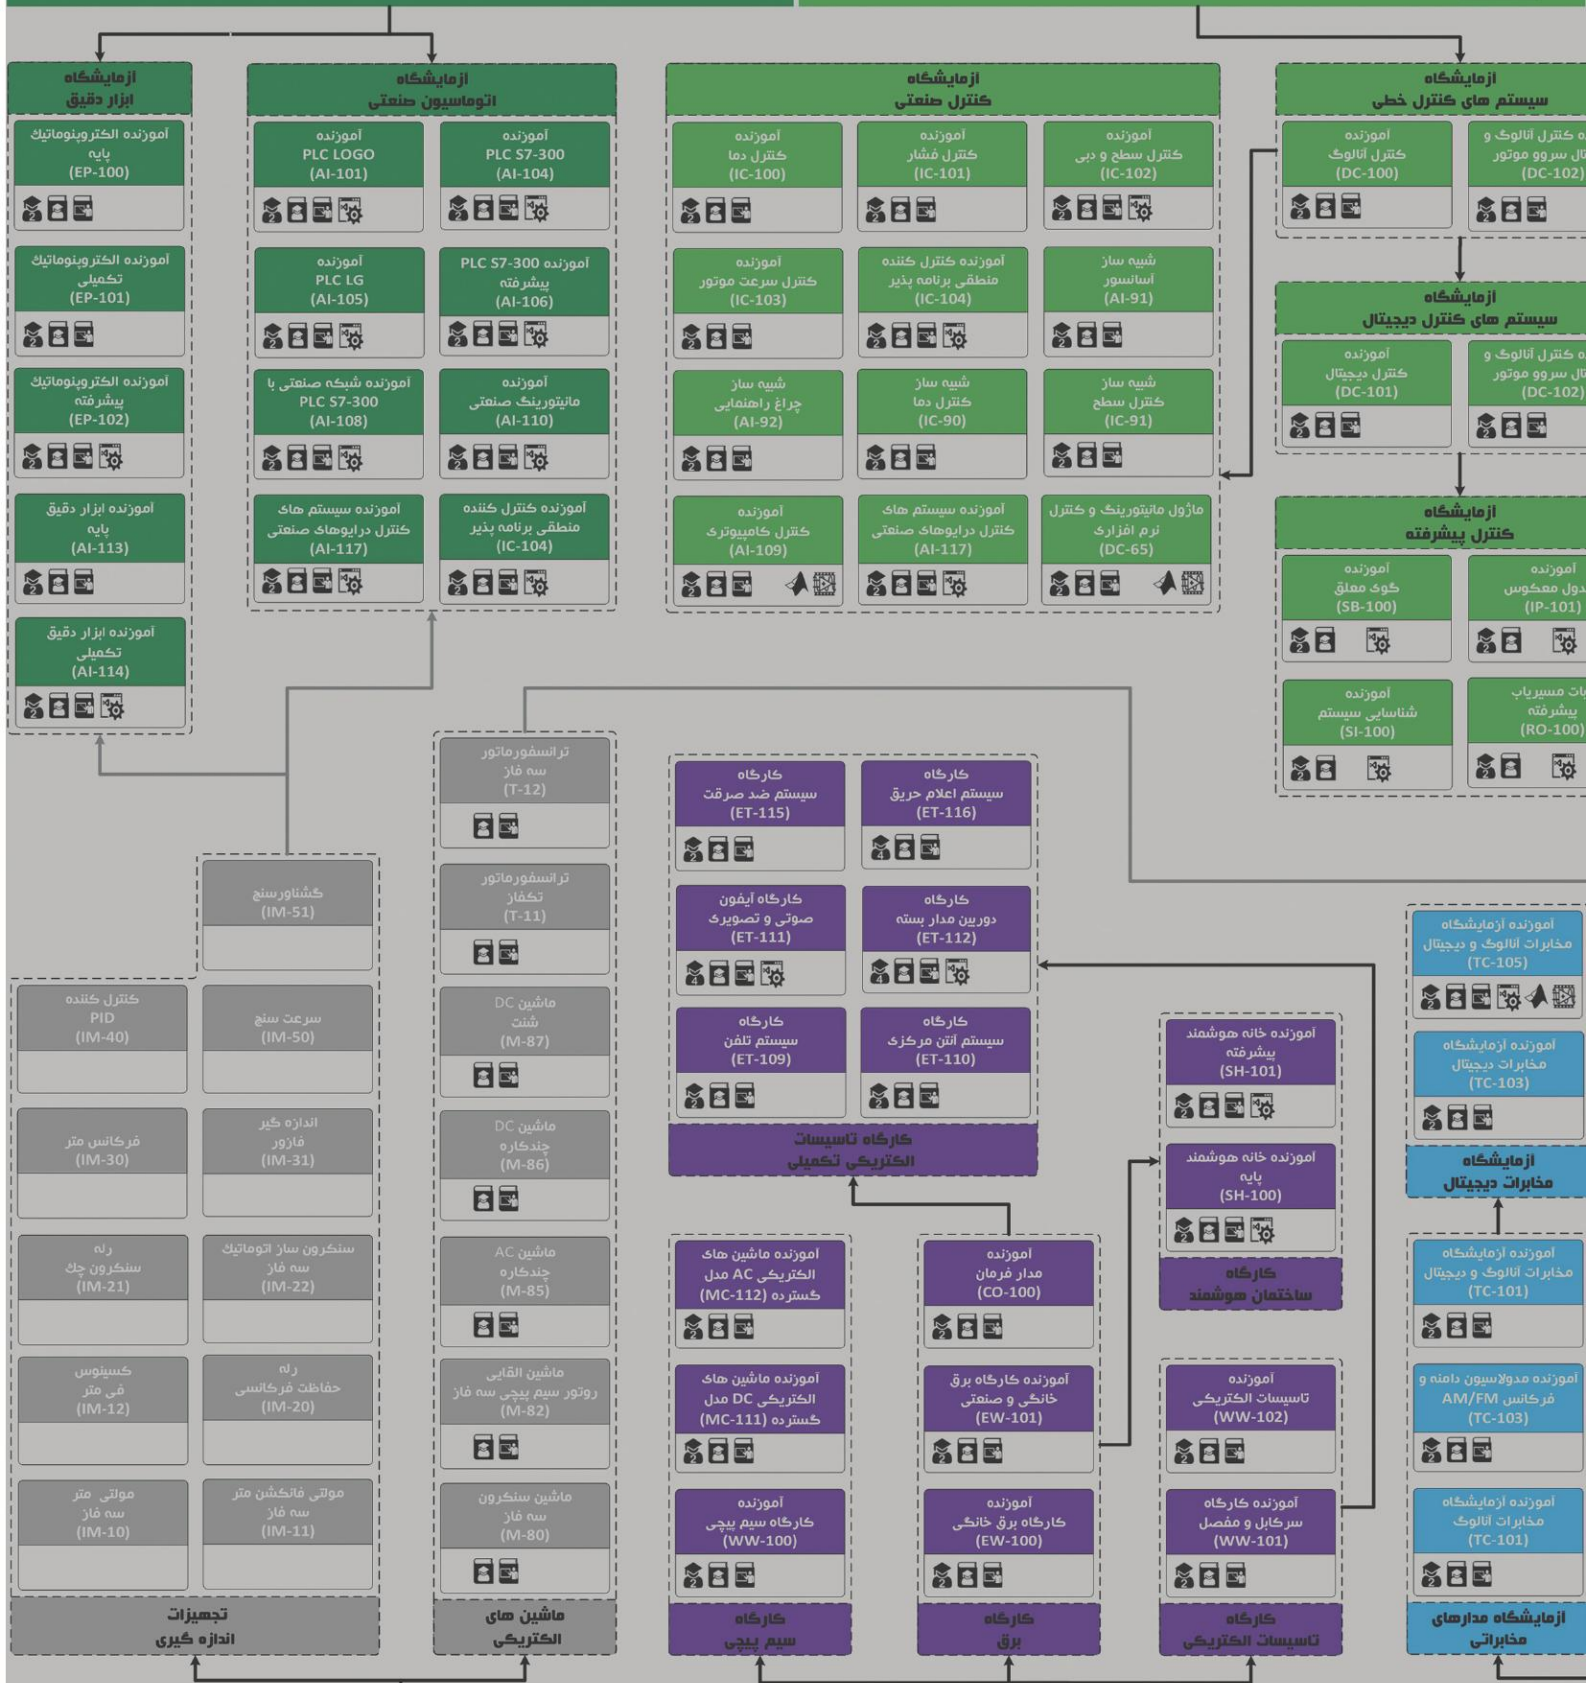 آزمایشگاه
ابزار دقیق
آموزنده الکتروپنوماتیک
پایه
(EP-100)
آموزنده الکتروپنوماتیک
تکمیلی
(EP-101)
آموزنده الکتروپنوماتیک
پیشرفته
(EP-102)
آموزنده ابزار دقیق
پایه
(AI-113)
آموزنده ابزار دقیق
تکمیلی
(AI-114)
آزمایشگاه
اتوماسیون صنعتی
آموزنده
PLC LOGO
(AI-101)
آموزنده
PLC S7-300
(AI-104)
آموزنده
PLC LG
(AI-105)
آموزنده PLC S7-300
پیشرفته
(AI-106)
آموزنده شبکه صنعتی با
PLC S7-300
(AI-108)
آموزنده
مانیتورینگ صنعتی
(AI-110)
آموزنده سیستم های
کنترل درایوهای صنعتی
(AI-117)
آموزنده کنترل کننده
منطقی برنامه پذیر
(IC-104)
آزمایشگاه
کنترل صنعتی
آموزنده
کنترل دما
(IC-100)
آموزنده
کنترل فشار
(IC-101)
آموزنده
کنترل سطح و دبی
(IC-102)
آموزنده
کنترل سرعت موتور
(IC-103)
آموزنده کنترل کننده
منطقی برنامه پذیر
(IC-104)
شبیه ساز
آسانسور
(AI-91)
شبیه ساز
چراغ راهنمایی
(AI-92)
شبیه ساز
کنترل دما
(IC-90)
شبیه ساز
کنترل سطح
(IC-91)
آموزنده
کنترل کامپیوتری
(AI-109)
آموزنده سیستم های
کنترل درایوهای صنعتی
(AI-117)
ماژول مانیتورینگ و کنترل
نرم افزاری
(DC-65)
آزمایشگاه
سیستم های کنترل خطی
آموزنده
کنترل آنالوگ
(DC-100)
کنترل آنالوگ و
سروو موتور
(DC-102)
آزمایشگاه
سیستم های کنترل دیجیتال
آموزنده
کنترل دیجیتال
(DC-101)
کنترل آنالوگ و
سروو موتور
(DC-102)
آزمایشگاه
کنترل پیشرفته
آموزنده
گوی معلق
(SB-100)
آموزنده
معکوس
(IP-101)
آموزنده
شناسایی سیستم
(SI-100)
مسیریاب
پیشرفته
(RO-100)
ترانسفورماتور
سه فاز
(T-12)
ترانسفورماتور
تکفاز
(T-11)
ماشین DC
شنت
(M-87)
ماشین DC
چندکاره
(M-86)
ماشین AC
چندکاره
(M-85)
ماشین القایی
روتور سیم پیچی سه فاز
(M-82)
ماشین سنکرون
سه فاز
(M-80)
ماشین های
الکتریکی
گشتاورسنج
(IM-51)
کنترل کننده
PID
(IM-40)
سرعت سنج
(IM-50)
فرکانس متر
(IM-30)
اندازه گیر
فازور
(IM-31)
رله
سنکرون چک
(IM-21)
سنکرون ساز اتوماتیک
سه فاز
(IM-22)
کسینوس
فی متر
(IM-12)
رله
حفاظت فرکانسی
(IM-20)
مولتی متر
سه فاز
(IM-10)
مولتی فانکشن متر
سه فاز
(IM-11)
تجهیزات
اندازه گیری
کارگاه
سیستم ضد صرقت
(ET-115)
کارگاه
سیستم اعلام حریق
(ET-116)
کارگاه آیفون
صوتی و تصویری
(ET-111)
کارگاه
دوربین مدار بسته
(ET-112)
کارگاه
سیستم تلفن
(ET-109)
کارگاه
سیستم آنتن مرکزی
(ET-110)
کارگاه تاسیسات
الکتریکی تکمیلی
آموزنده ماشین های
الکتریکی AC مدل
گسترده (MC-112)
آموزنده ماشین های
الکتریکی DC مدل
گسترده (MC-111)
آموزنده
کارگاه سیم پیچی
(WW-100)
کارگاه
سیم پیچی
آموزنده
مدار فرمان
(CO-100)
آموزنده کارگاه برق
خانگی و صنعتی
(EW-101)
آموزنده
کارگاه برق خانگی
(EW-100)
کارگاه
برق
آموزنده خانه هوشمند
پیشرفته
(SH-101)
آموزنده خانه هوشمند
پایه
(SH-100)
کارگاه
ساختمان هوشمند
آموزنده
تاسیسات الکتریکی
(WW-102)
آموزنده کارگاه
سرکابل و مفصل
(WW-101)
کارگاه
تاسیسات الکتریکی
آموزنده آزمایشگاه
مخابرات آنالوگ و دیجیتال
(TC-105)
آموزنده آزمایشگاه
مخابرات دیجیتال
(TC-103)
آزمایشگاه
مخابرات دیجیتال
آموزنده آزمایشگاه
مخابرات آنالوگ و دیجیتال
(TC-101)
آموزنده مدولاسیون دامنه و
فرکانس AM/FM
(TC-103)
آموزنده آزمایشگاه
مخابرات آنالوگ
(TC-101)
آزمایشگاه مدارهای
مخابراتی